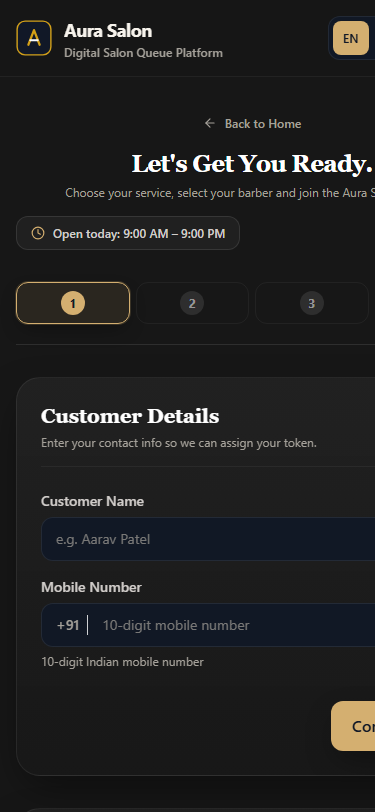 A
Aura Salon
Digital Salon Queue Platform
EN
← Back to Home
Let's Get You Ready.
Choose your service, select your barber and join the Aura
Open today: 9:00 AM – 9:00 PM
1
2
3
Customer Details
Enter your contact info so we can assign your token.
Customer Name
e.g. Aarav Patel
Mobile Number
+91
10-digit mobile number
10-digit Indian mobile number